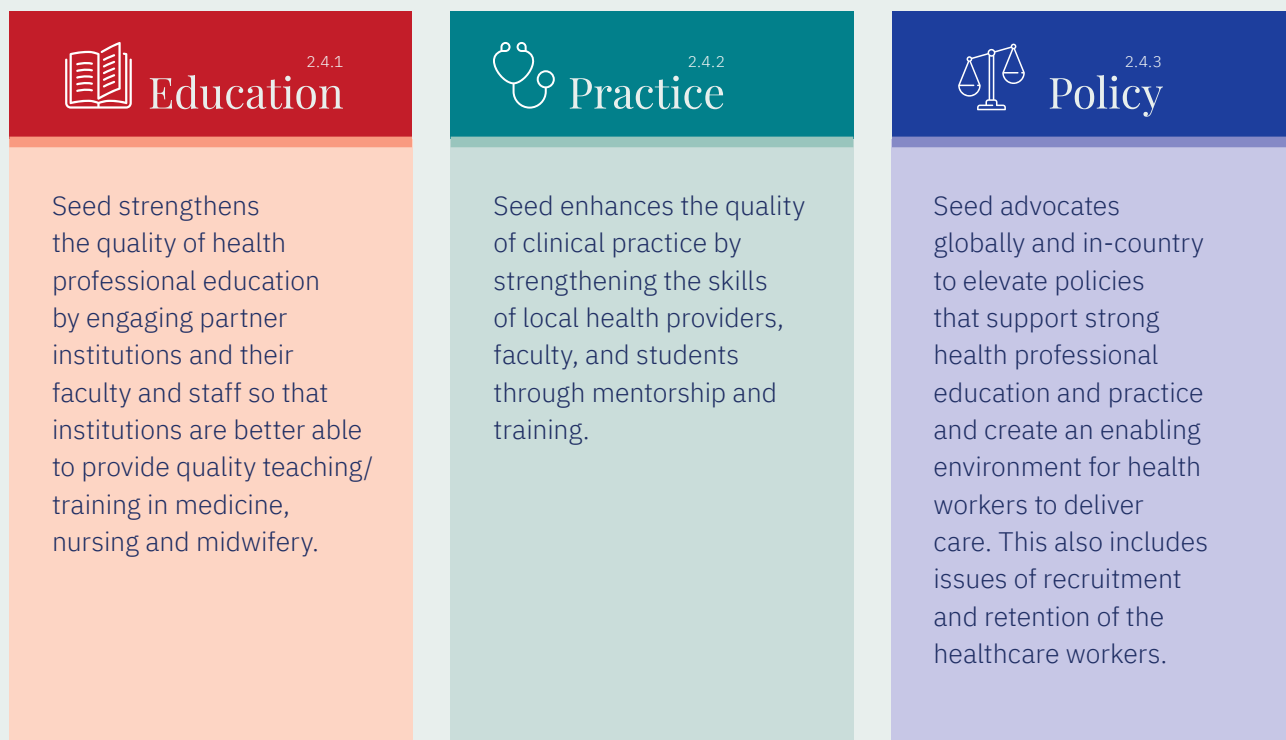 2.4.1
Education
Seed strengthens
the quality of health
professional education
by engaging partner
institutions and their
faculty and staff so that
institutions are better able
to provide quality teaching/
training in medicine,
nursing and midwifery.
2.4.2
Practice
Seed enhances the quality
of clinical practice by
strengthening the skills
of local health providers,
faculty, and students
through mentorship and
training.
2.4.3
Policy
Seed advocates
globally and in-country
to elevate policies
that support strong
health professional
education and practice
and create an enabling
environment for health
workers to deliver
care. This also includes
issues of recruitment
and retention of the
healthcare workers.